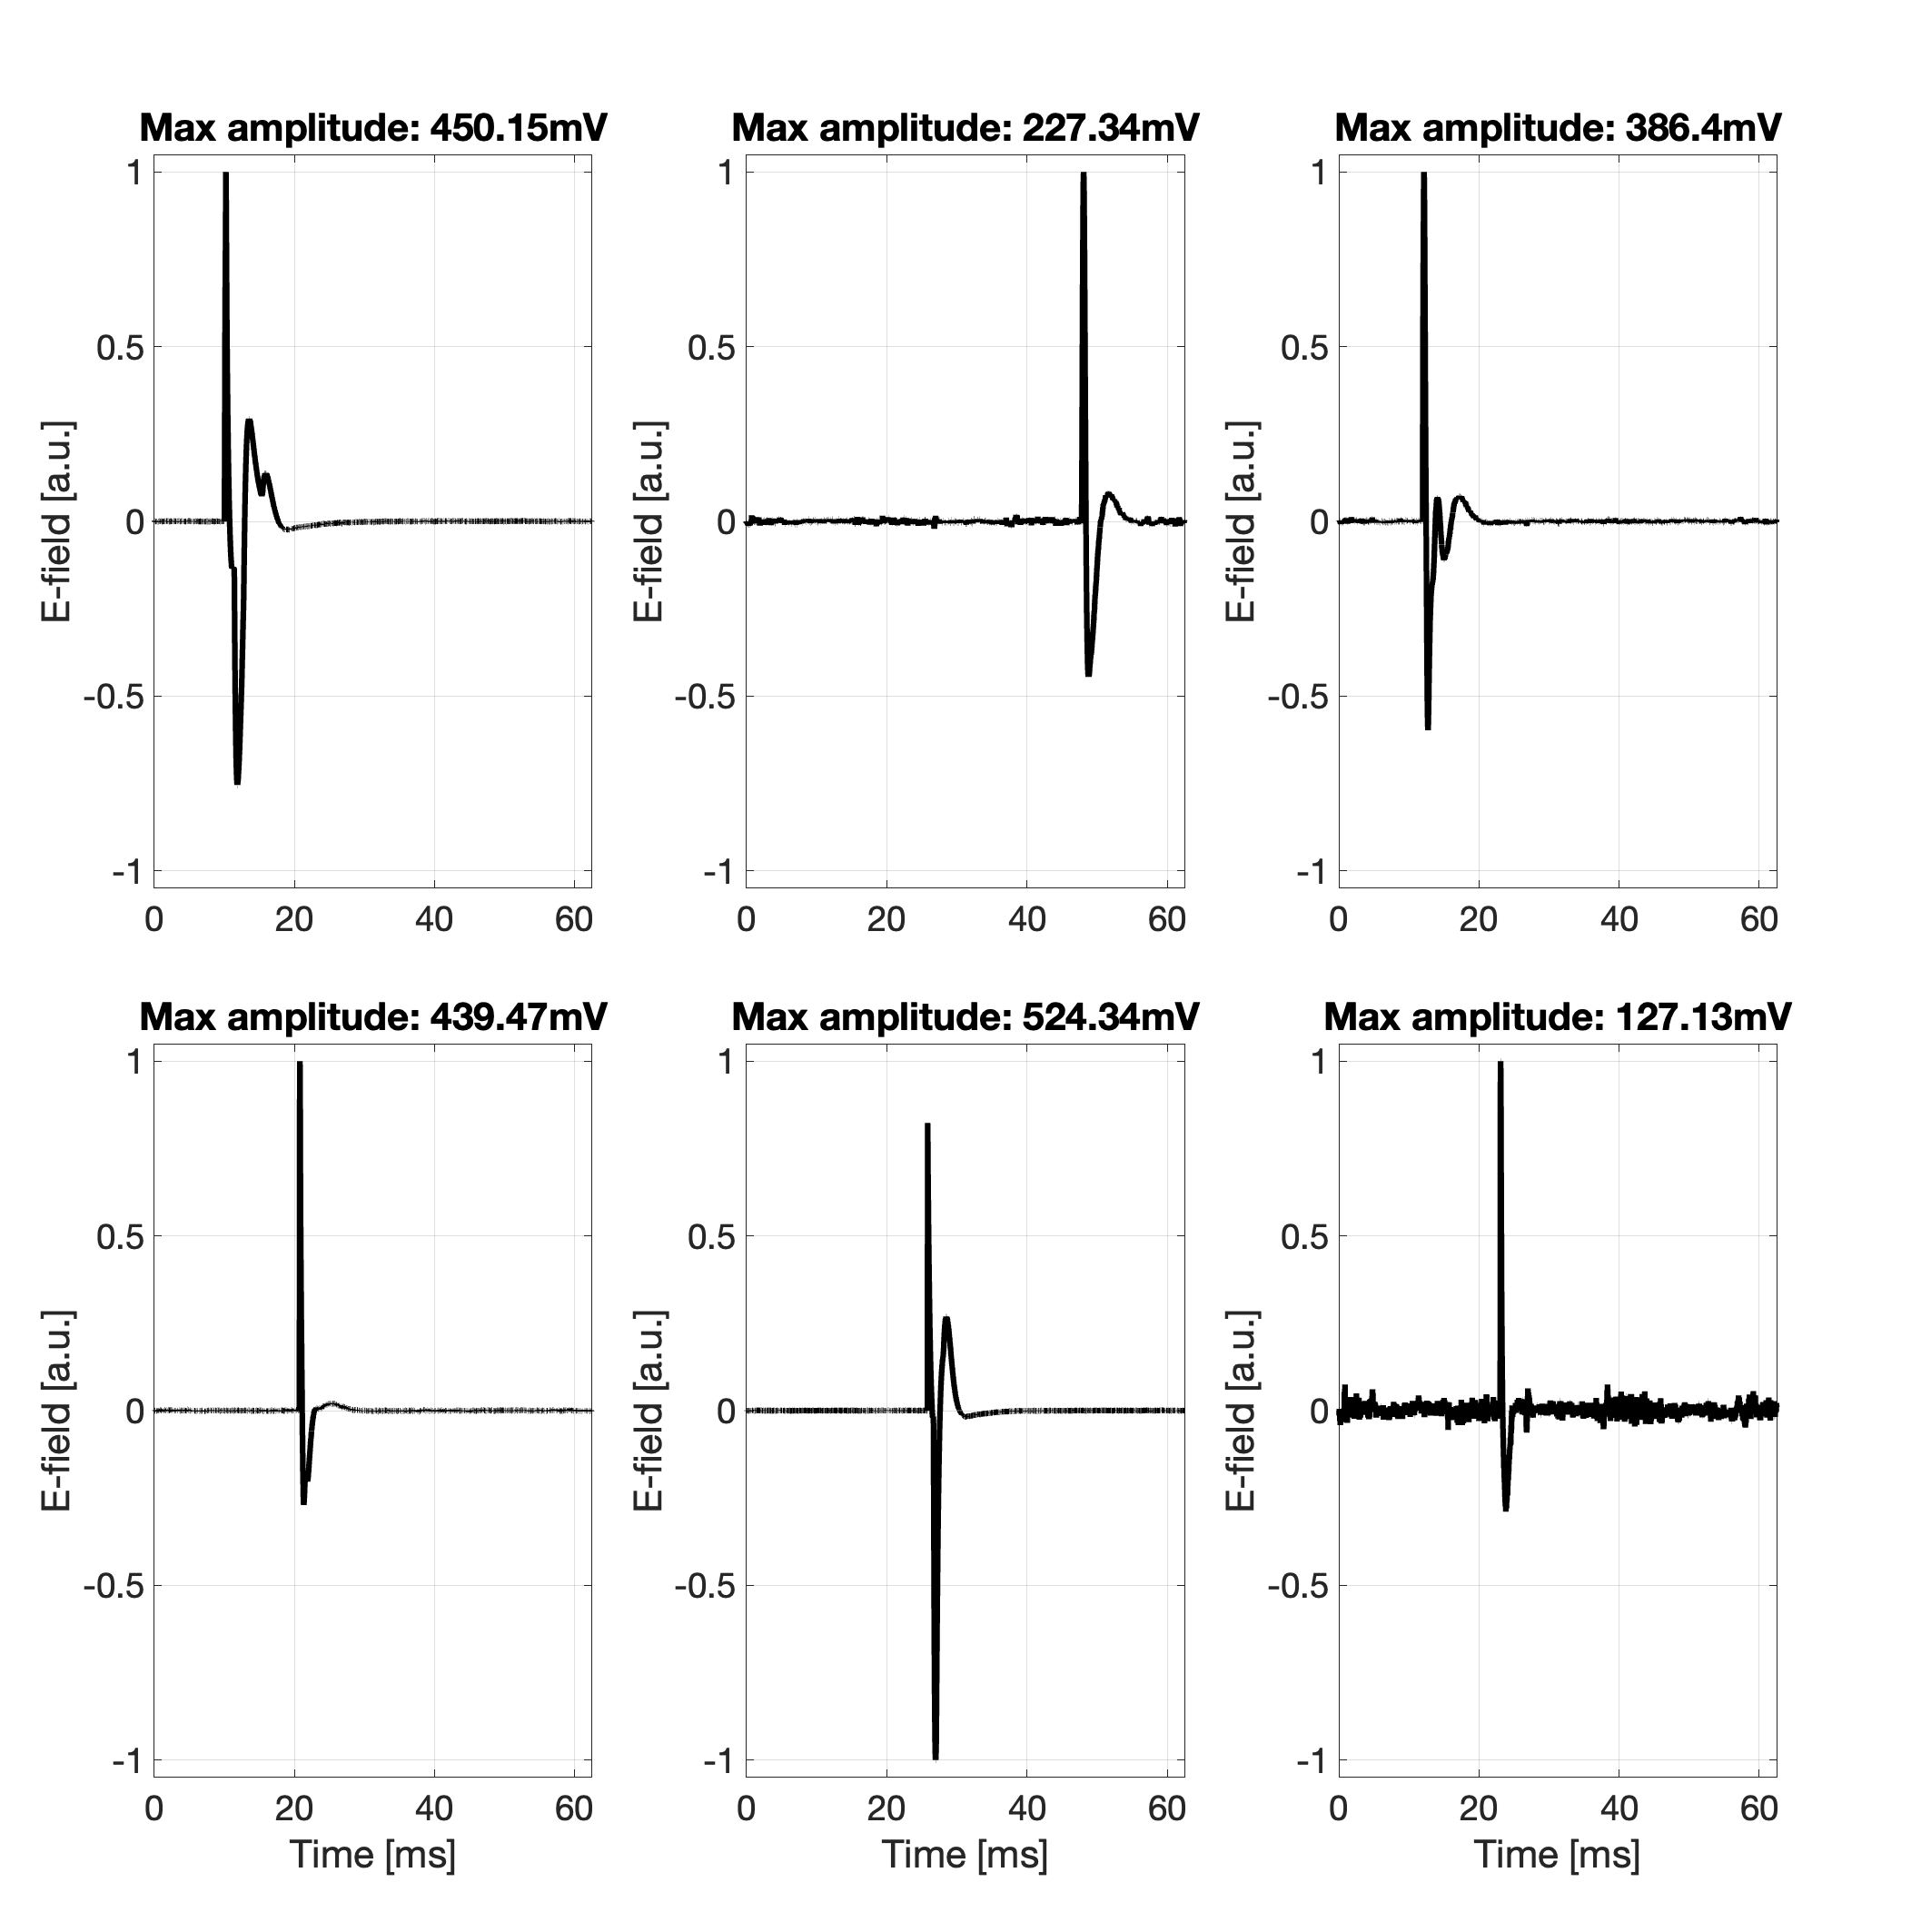 Max amplitude: 450.15mV
1
0.5
0
-0.5
-1
E-field [a.u.]
0 20 40 60
Max amplitude: 227.34mV
1
0.5
0
-0.5
-1
E-field [a.u.]
0 20 40 60
Max amplitude: 386.4mV
1
0.5
0
-0.5
-1
E-field [a.u.]
0 20 40 60
Max amplitude: 439.47mV
1
0.5
0
-0.5
-1
E-field [a.u.]
0 20 40 60
Time [ms]
Max amplitude: 524.34mV
1
0.5
0
-0.5
-1
E-field [a.u.]
0 20 40 60
Time [ms]
Max amplitude: 127.13mV
1
0.5
0
-0.5
-1
E-field [a.u.]
0 20 40 60
Time [ms]